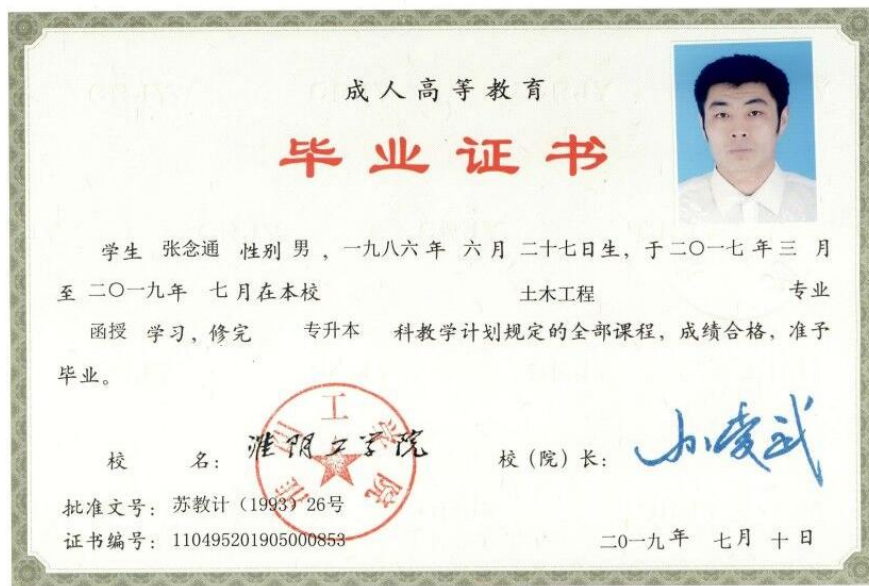 成人高等教育
毕业证书
学生 张念通 性别 男 ，一九八六 年 六 月 二十七日生，于 二〇一七 年 三 月
至 二〇一九年 七 月在本校 土木工程 专业
函授 学习，修完 专升本 科教学计划规定的全部课程，成绩合格，准予
毕业。
校 名：淮阴工学院
校（院）长：
批准文号：苏教计（1993）26号
证书编号：110495201905000853
二〇一九年 七月 十日